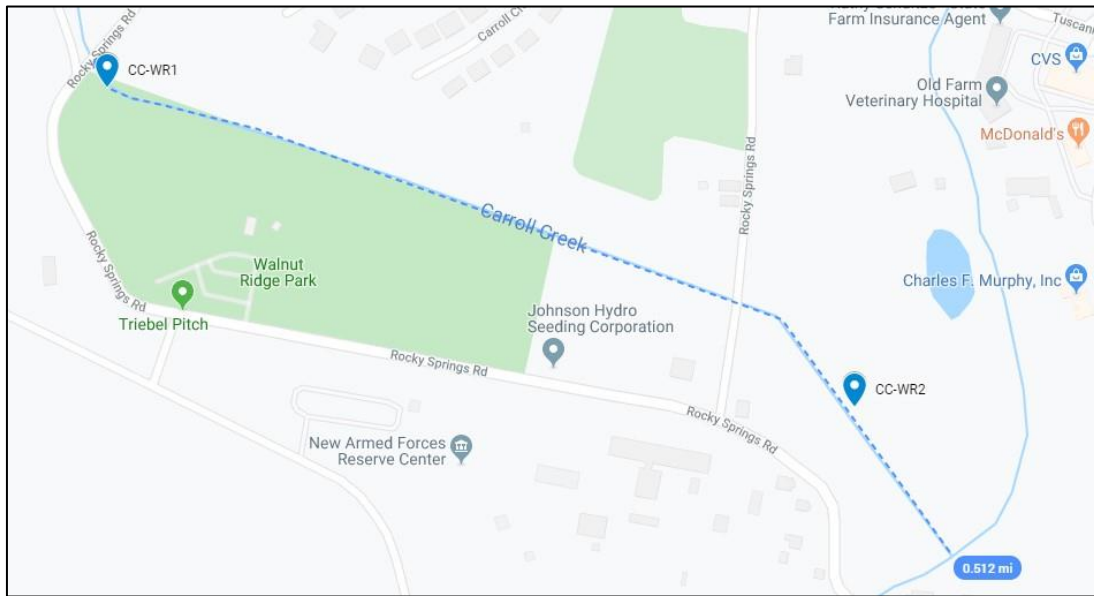 Rocky Springs Rd
CC-WR1
Carroll C
Farm Insurance Agent
Tuscan
CVS
Old Farm
Veterinary Hospital
McDonald's
Rocky Springs Rd
Carroll Creek
Rocky Springs Rd
Walnut
Ridge Park
Triebel Pitch
Charles F. Murphy, Inc
Johnson Hydro
Seeding Corporation
Rocky Springs Rd
CC-WR2
Rocky Springs Rd
New Armed Forces
Reserve Center
0.512 mi